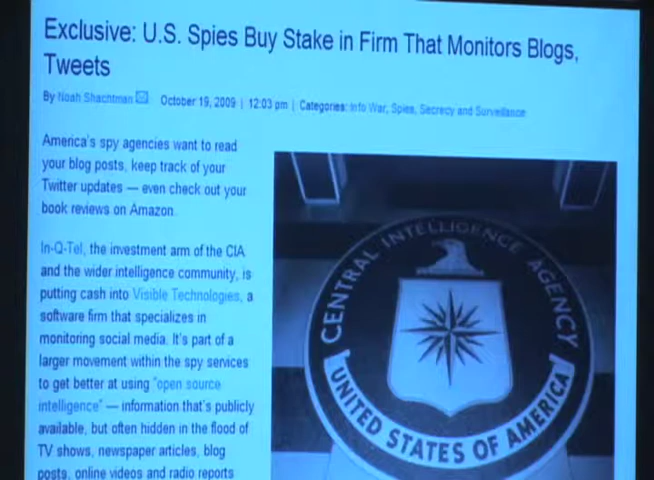 Exclusive: U.S. Spies Buy Stake in Firm That Monitors Blogs,
Tweets
By Noah Shachtman October 19, 2009 | 12:03 pm | Categories: Info War, Spies, Secrecy and Surveillance
America's spy agencies want to read
your blog posts, keep track of your
Twitter updates — even check out your
book reviews on Amazon.
In-Q-Tel, the investment arm of the CIA
and the wider intelligence community, is
putting cash into Visible Technologies, a
software firm that specializes in
monitoring social media. It's part of a
larger movement within the spy services
to get better at using "open source
intelligence" — information that's publicly
available, but often hidden in the flood of
TV shows, newspaper articles, blog
posts, online videos and radio reports
CENTRAL INTELLIGENCE AGENCY
UNITED STATES OF AMERICA